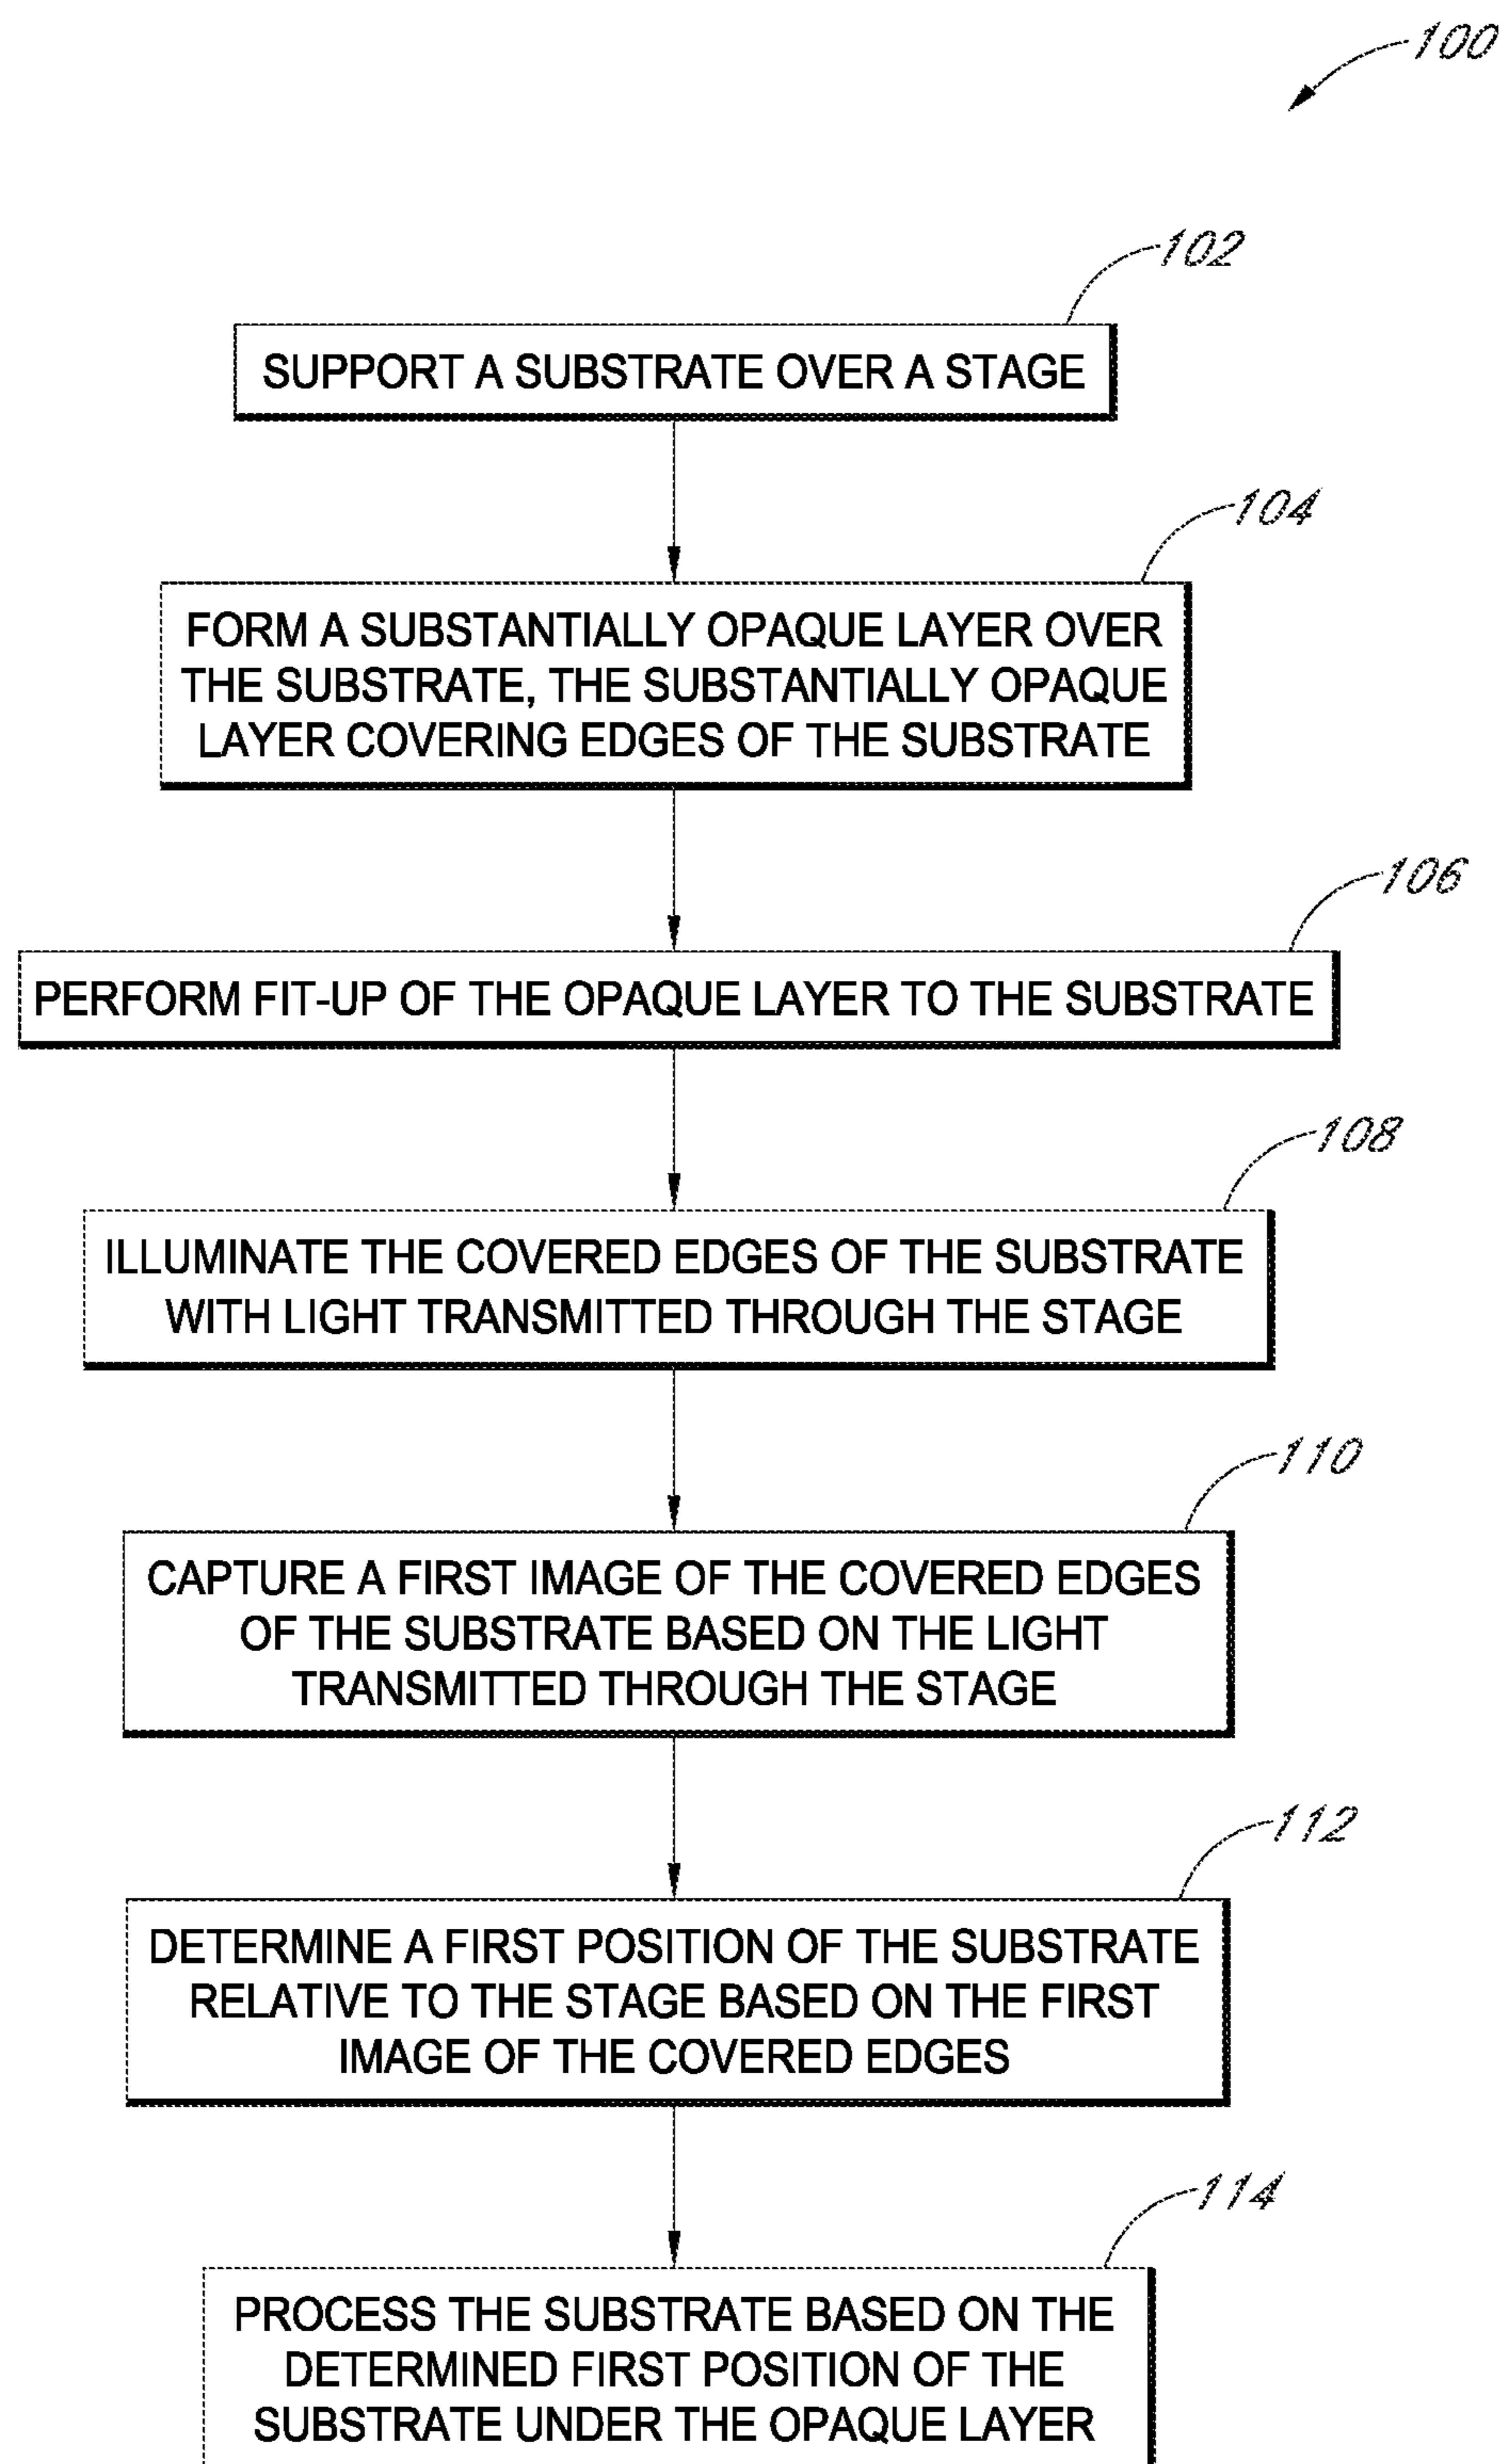 100
102
SUPPORT A SUBSTRATE OVER A STAGE
104
FORM A SUBSTANTIALLY OPAQUE LAYER OVER
THE SUBSTRATE, THE SUBSTANTIALLY OPAQUE
LAYER COVERING EDGES OF THE SUBSTRATE
106
PERFORM FIT-UP OF THE OPAQUE LAYER TO THE SUBSTRATE
108
ILLUMINATE THE COVERED EDGES OF THE SUBSTRATE
WITH LIGHT TRANSMITTED THROUGH THE STAGE
110
CAPTURE A FIRST IMAGE OF THE COVERED EDGES
OF THE SUBSTRATE BASED ON THE LIGHT
TRANSMITTED THROUGH THE STAGE
112
DETERMINE A FIRST POSITION OF THE SUBSTRATE
RELATIVE TO THE STAGE BASED ON THE FIRST
IMAGE OF THE COVERED EDGES
114
PROCESS THE SUBSTRATE BASED ON THE
DETERMINED FIRST POSITION OF THE
SUBSTRATE UNDER THE OPAQUE LAYER